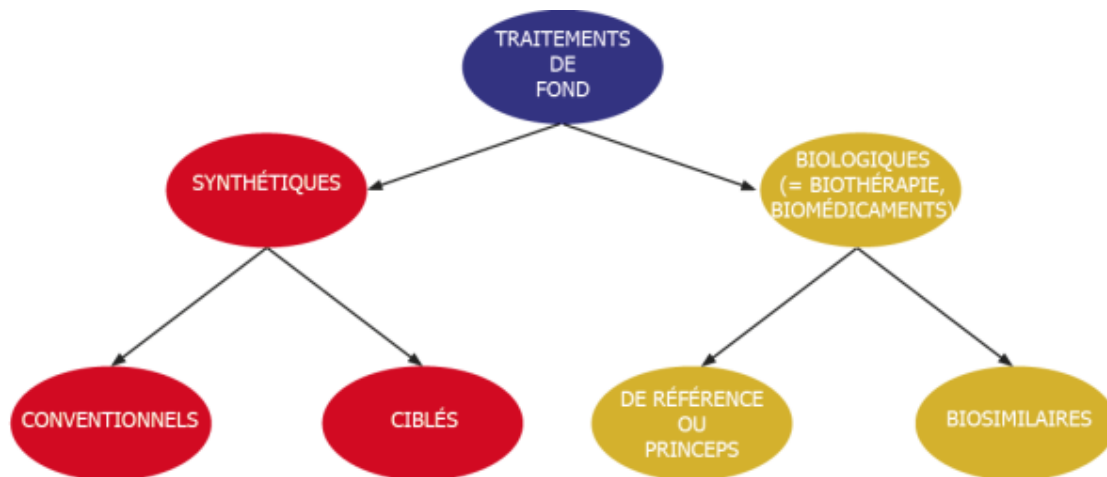 TRAITEMENTS
DE
FOND
SYNTHÉTIQUES
BIOLOGIQUES
(= BIOTHÉRAPIE,
BIOMÉDICAMENTS)
CONVENTIONNELS
CIBLÉS
DE RÉFÉRENCE
OU
PRINCEPS
BIOSIMILAIRES